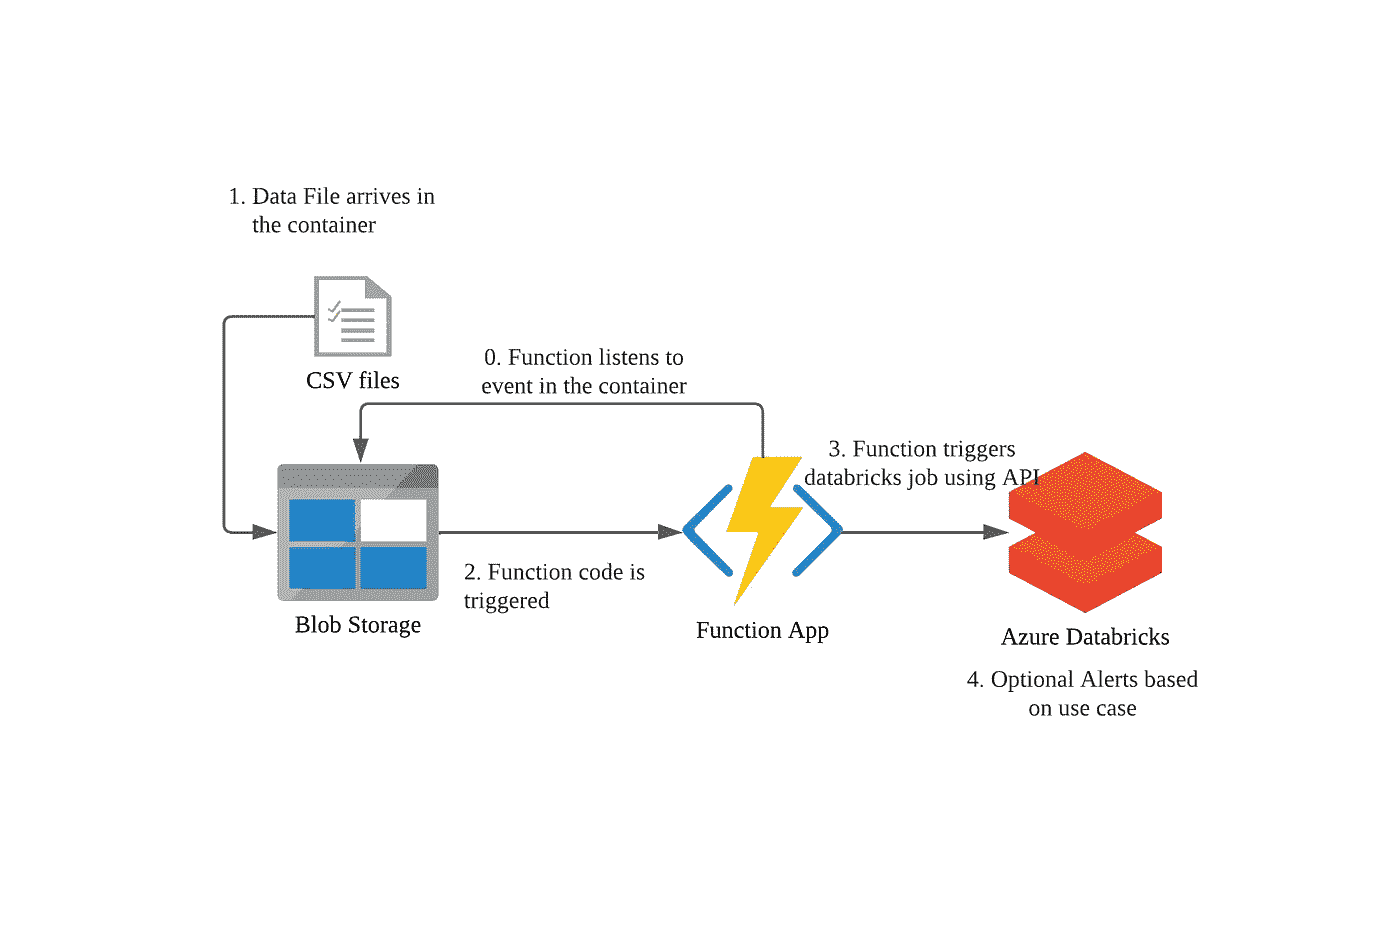 1. Data File arrives in
the container
CSV files
0. Function listens to
event in the container
3. Function triggers
databricks job using API
2. Function code is
triggered
Blob Storage
Function App
Azure Databricks
4. Optional Alerts based
on use case